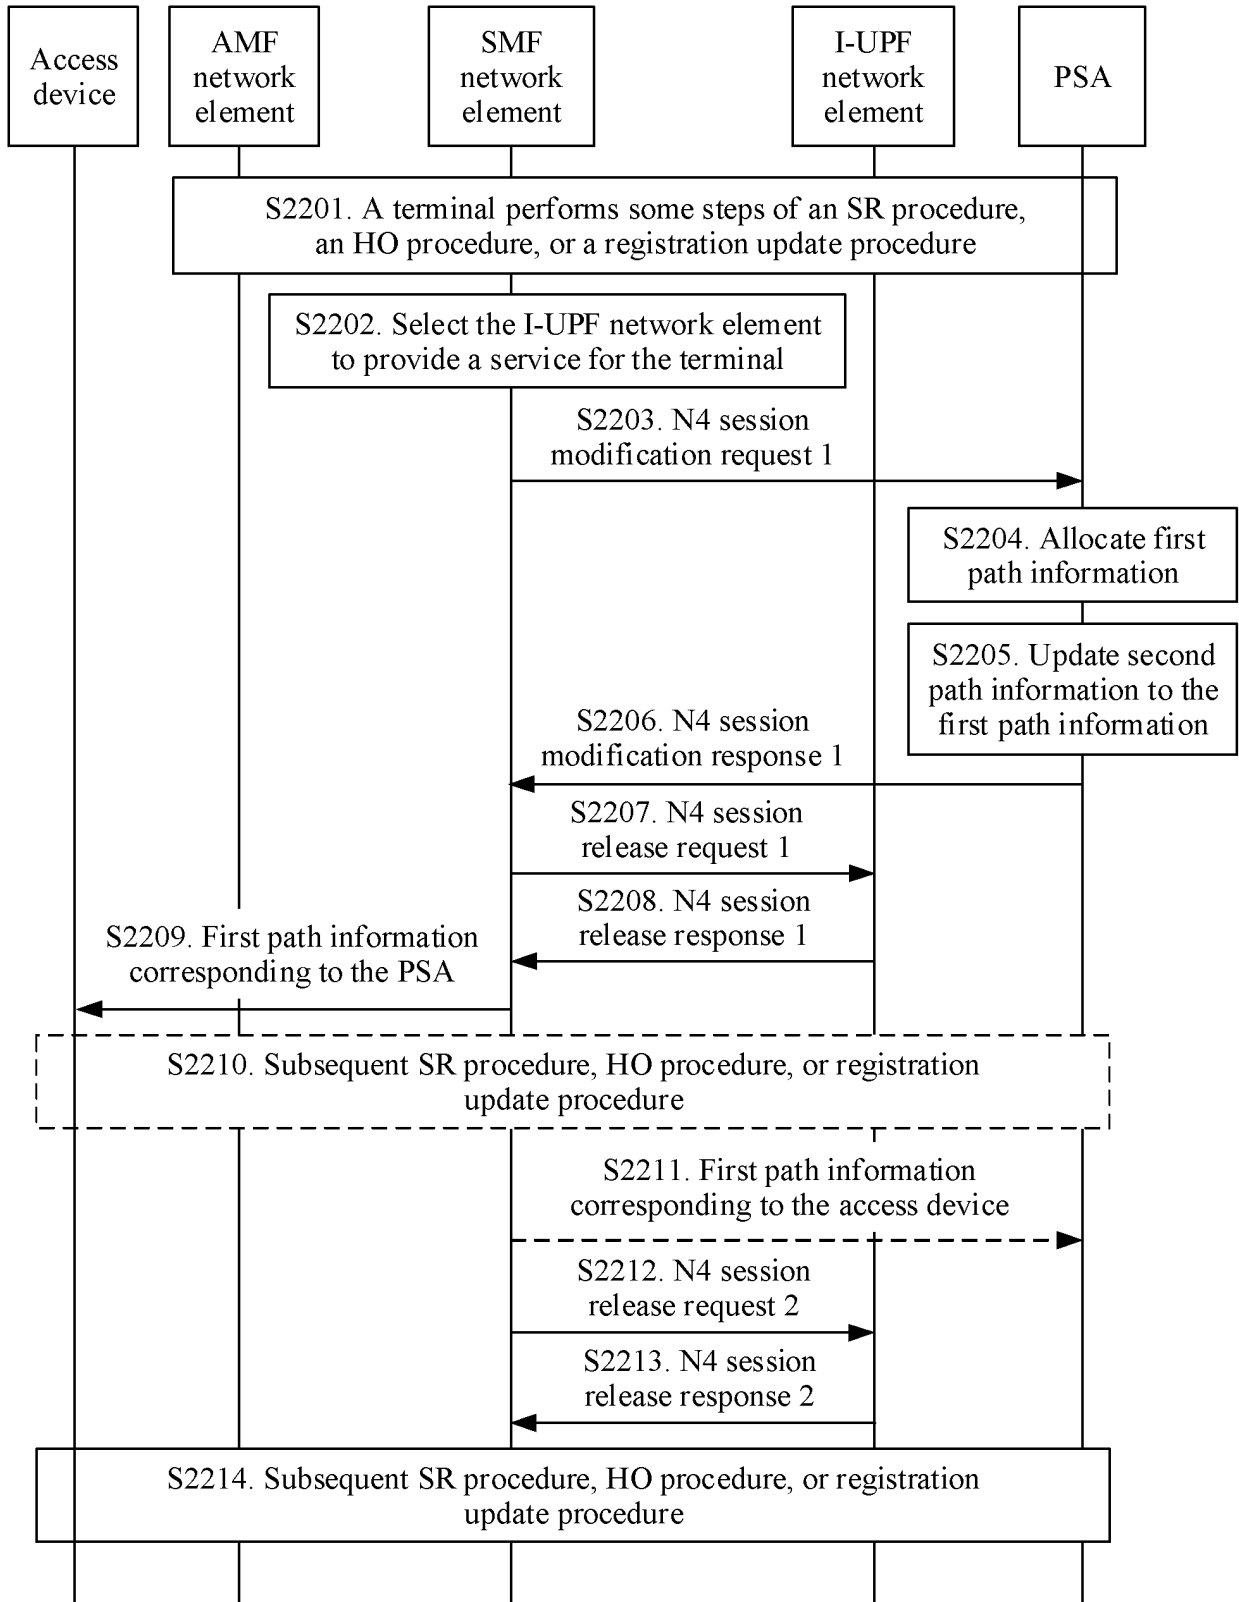 Access
device
AMF
network
element
SMF
network
element
I-UPF
network
element
PSA
S2201. A terminal performs some steps of an SR procedure,
an HO procedure, or a registration update procedure
S2202. Select the I-UPF network element
to provide a service for the terminal
S2203. N4 session
modification request 1
S2204. Allocate first
path information
S2205. Update second
path information to the
first path information
S2206. N4 session
modification response 1
S2207. N4 session
release request 1
S2208. N4 session
release response 1
S2209. First path information
corresponding to the PSA
S2210. Subsequent SR procedure, HO procedure, or registration
update procedure
S2211. First path information
corresponding to the access device
S2212. N4 session
release request 2
S2213. N4 session
release response 2
S2214. Subsequent SR procedure, HO procedure, or registration
update procedure